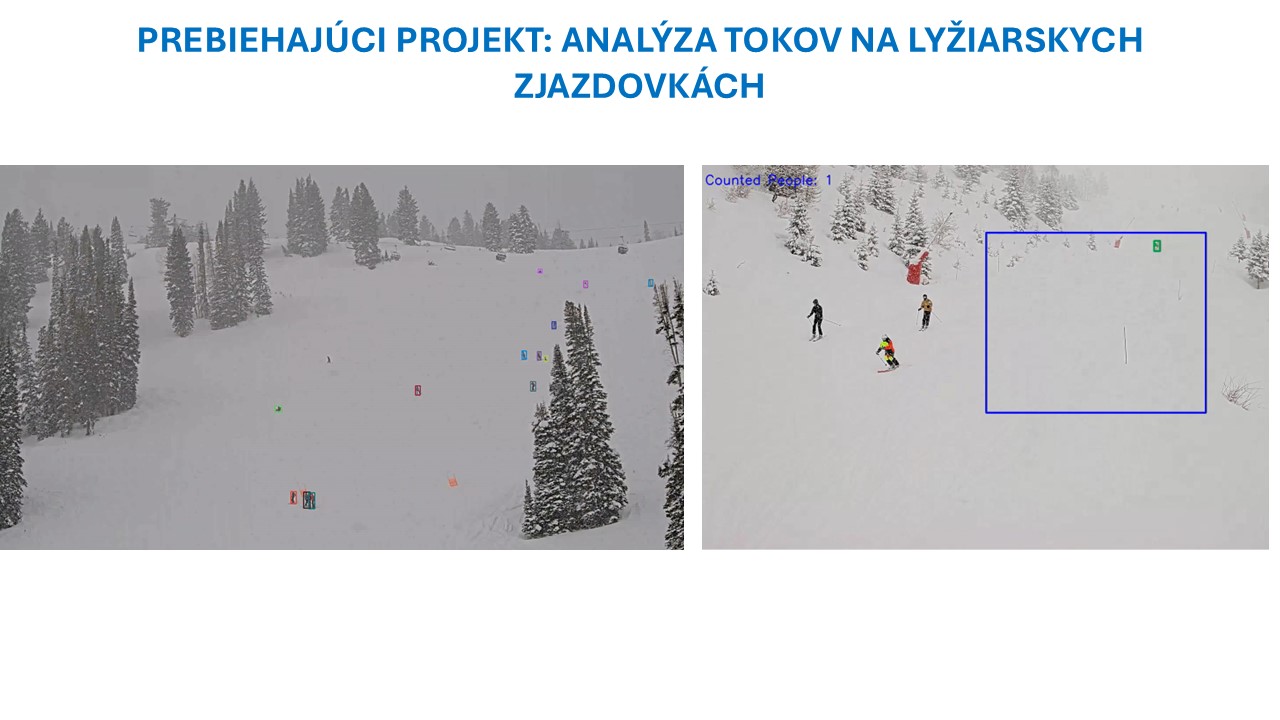 PREBIEHAJÚCI PROJEKT: ANALÝZA TOKOV NA LYŽIARSKYCH
ZJAZDOVKÁCH
Counted People: 1